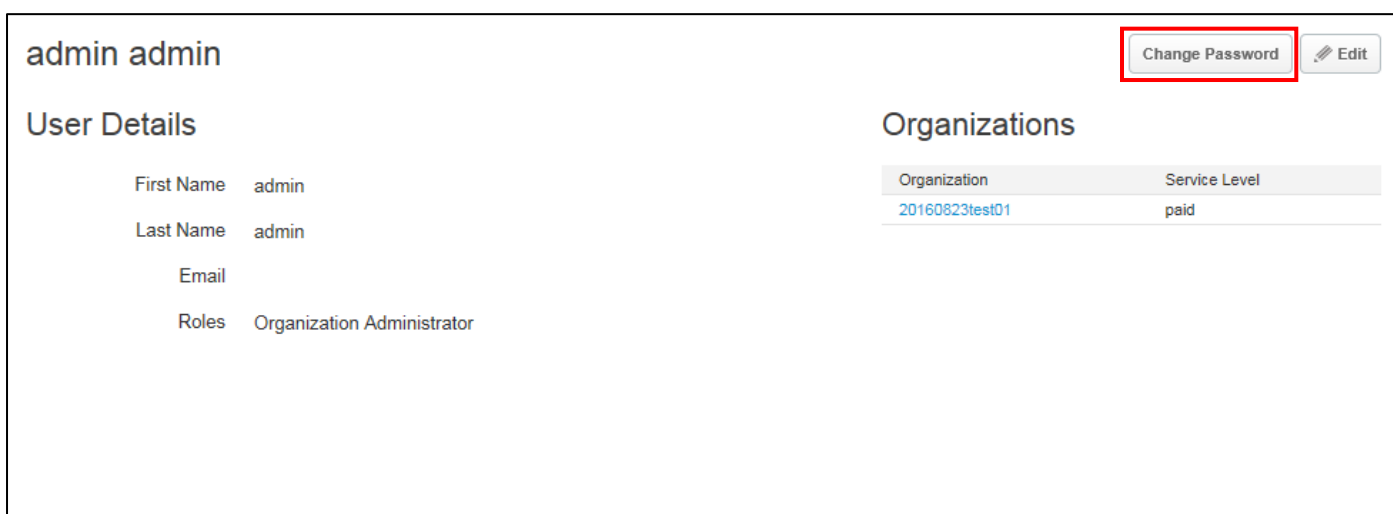 admin admin
Change Password
Edit
User Details
First Name admin
Last Name admin
Email
Roles Organization Administrator
Organizations
Organization Service Level
20160823test01 paid